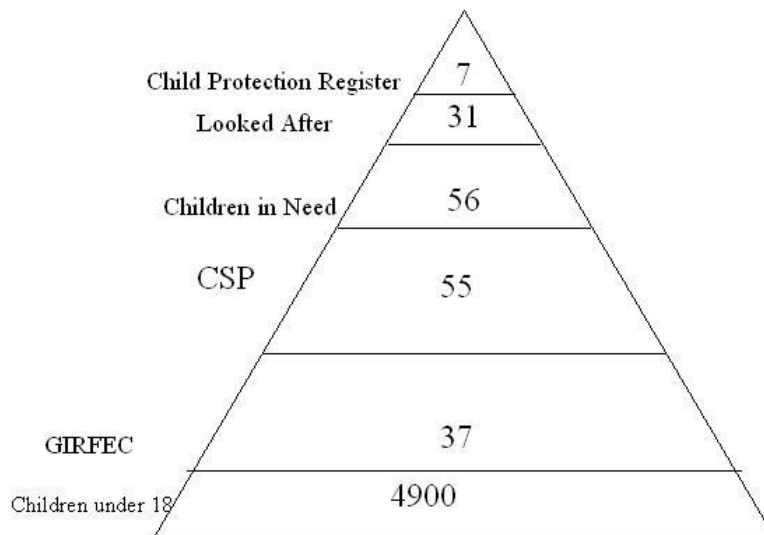 Child Protection Register 7
Looked After 31
Children in Need 56
CSP 55
GIRFEC 37
Children under 18 4900